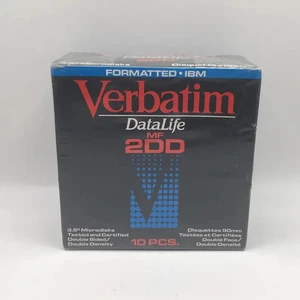 FORMATTED • IBM
Verbatim
DataLife
MF
2DD
3.5" Microdisks
Tested and Certified
Double Sided/
Double Density
Disquettes 90mm
Testées et Certifiées
Double Face/
Double Densité
10 PCS.